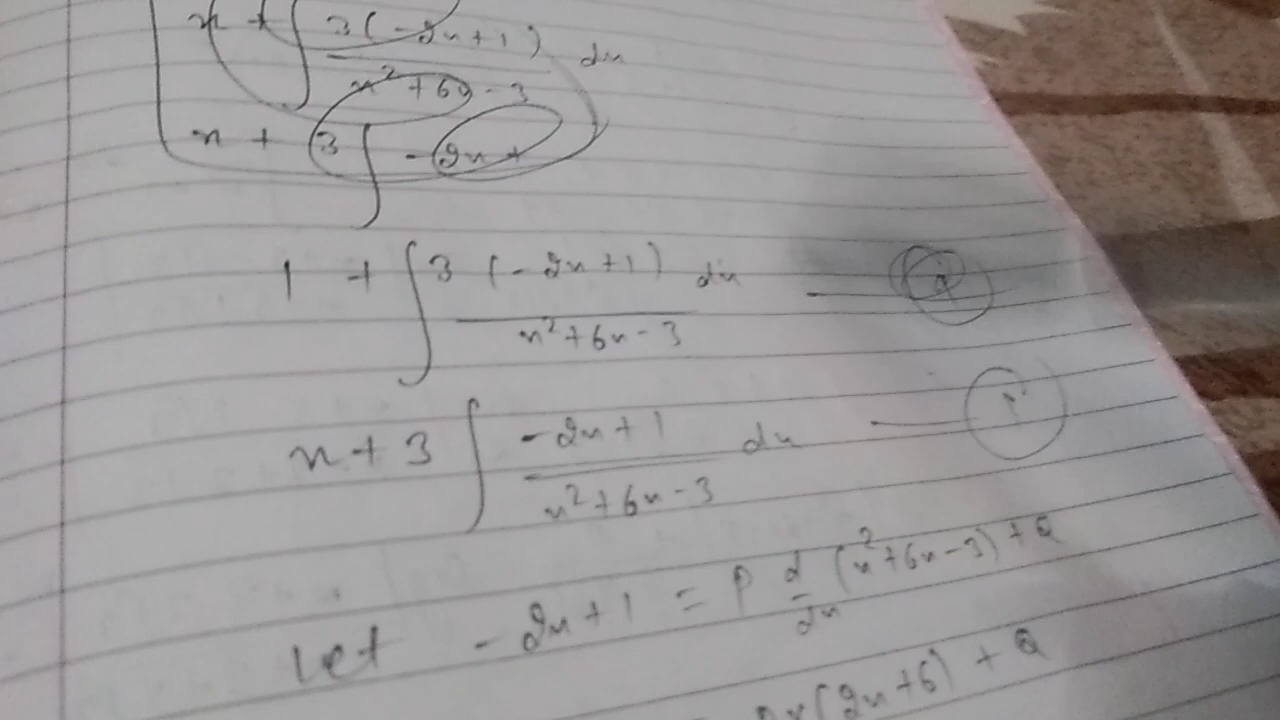 x + ∫ 3(-2x+1) / x²+6x-3 dx
x + 3 ∫ -2x +
1 + ∫ 3 (-2x+1) / x²+6x-3 dx
x + 3 ∫ -2x+1 / x²+6x-3 dx
Let -2x+1 = P d/dx (x²+6x-3) + Q
(2x+6) + Q